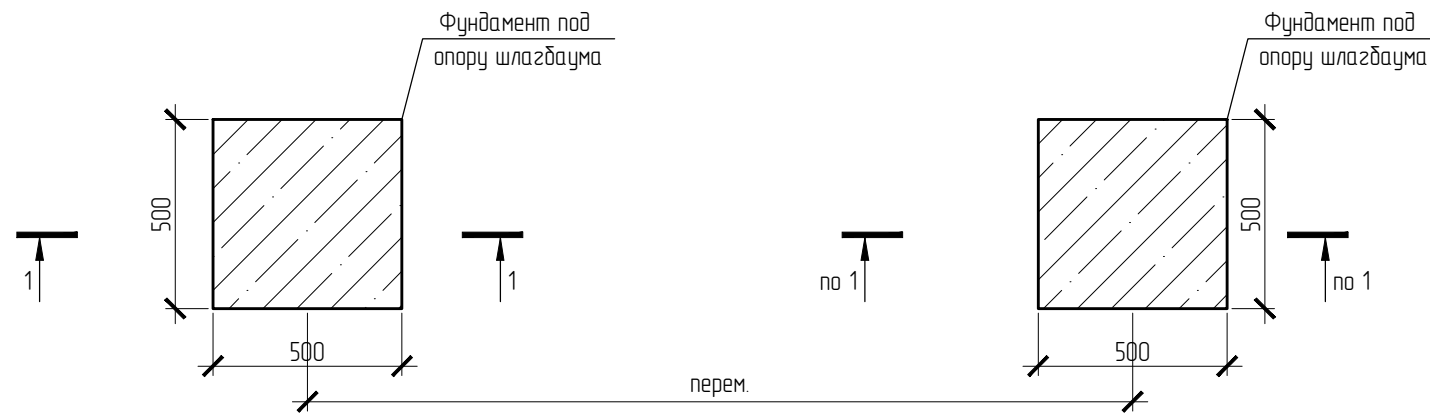 Фундамент под
опору шлагбаума
Фундамент под
опору шлагбаума
500
500
1
1
по 1
по 1
500
500
перем.